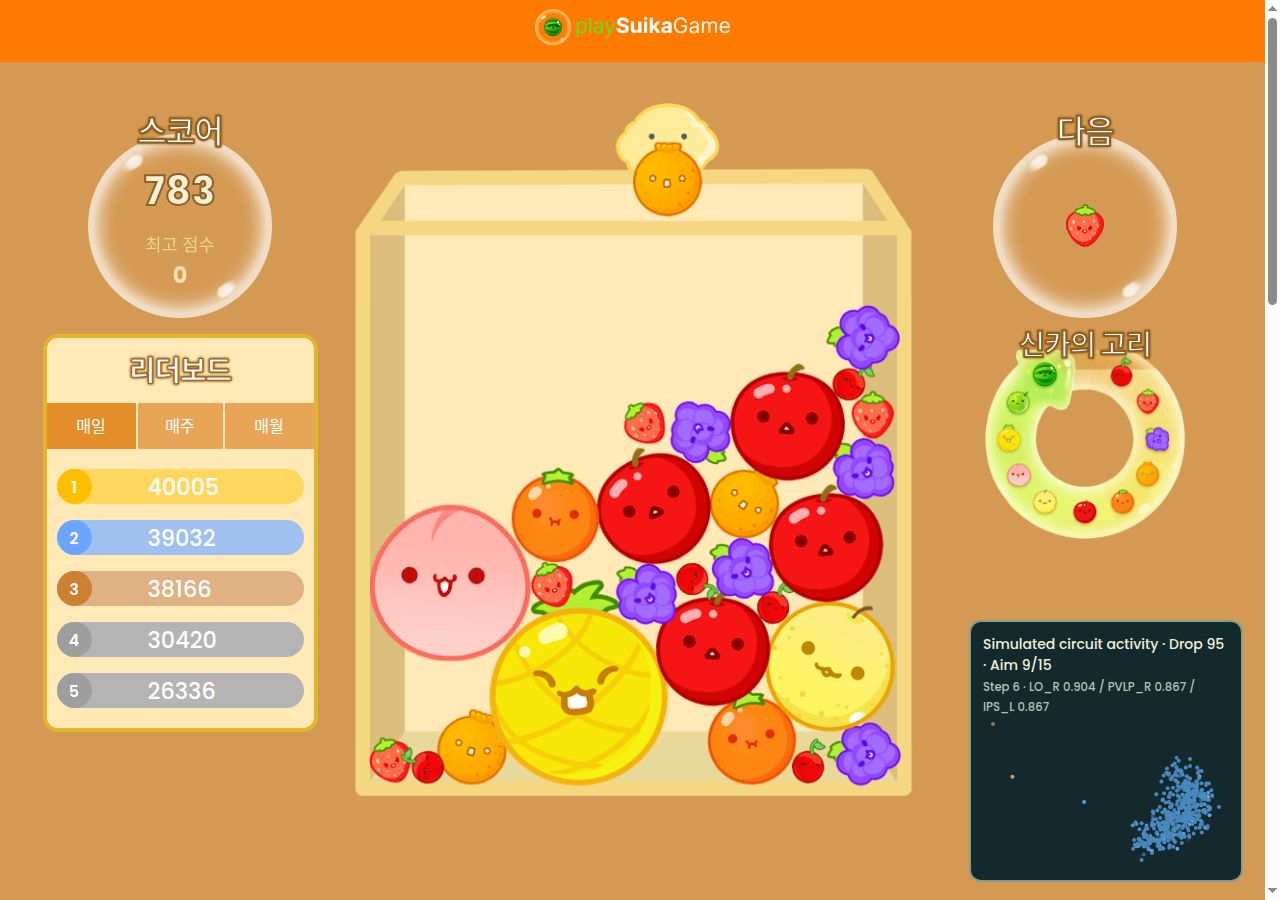 playSuikaGame
스코어
783
최고 점수
0
리더보드
매일 매주 매월
1 40005
2 39032
3 38166
4 30420
5 26336
다음
신카의 고리
Simulated circuit activity · Drop 95
· Aim 9/15
Step 6 · LO_R 0.904 / PVLP_R 0.867 /
IPS_L 0.867